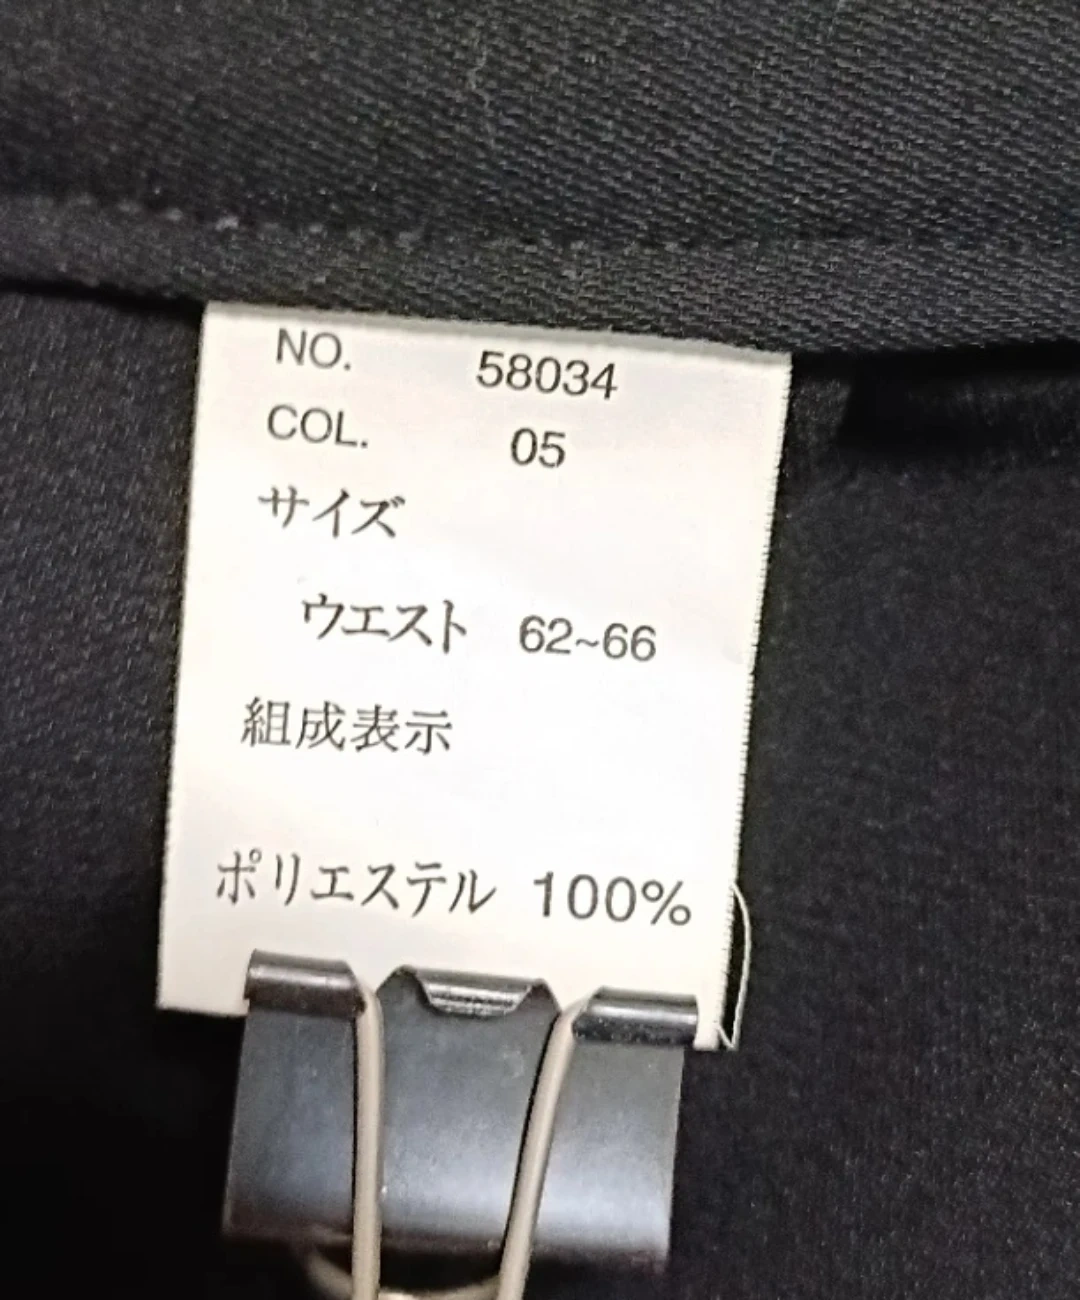 NO. 58034
COL. 05
サイズ
ウエスト 62~66
組成表示
ポリエステル 100%